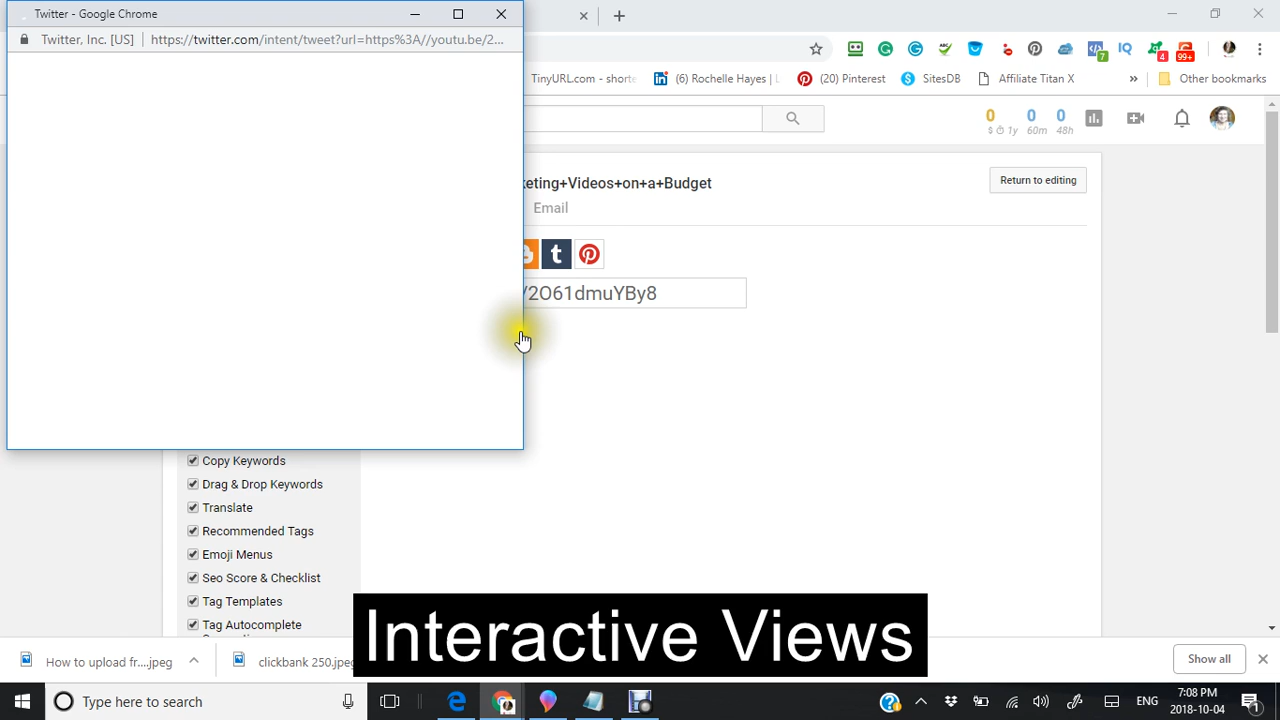 Twitter - Google Chrome
Twitter, Inc. [US] https://twitter.com/intent/tweet?url=https%3A//youtu.be/2...
ABC 7 IQ 4 99+
TinyURL.com - shorte (6) Rochelle Hayes | L (20) Pinterest SitesDB Affiliate Titan X » Other bookmarks
0 0 0
$ 1y 60m 48h
keting+Videos+on+a+Budget
Return to editing
Email
/2O61dmuYBy8
Copy Keywords
Drag & Drop Keywords
Translate
Recommended Tags
Emoji Menus
Seo Score & Checklist
Tag Templates
Tag Autocomplete
Interactive Views
How to upload fr....jpeg
clickbank 250.jpeg
Show all
Type here to search
ENG
7:08 PM
2018-10-04
1